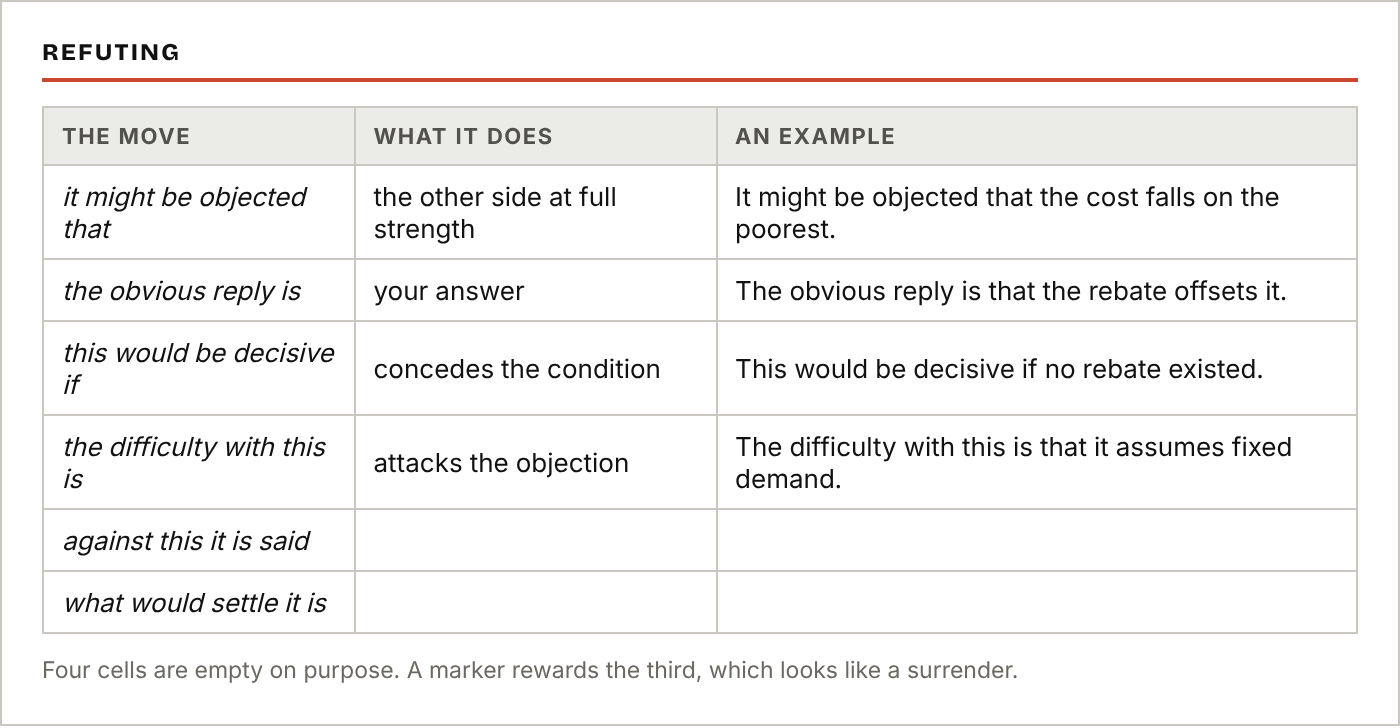 REFUTING
THE MOVE
WHAT IT DOES
AN EXAMPLE
it might be objected
that
the other side at full
strength
It might be objected that the cost falls on the
poorest.
the obvious reply is
your answer
The obvious reply is that the rebate offsets it.
this would be decisive
if
concedes the condition
This would be decisive if no rebate existed.
the difficulty with this
is
attacks the objection
The difficulty with this is that it assumes fixed
demand.
against this it is said
what would settle it is
Four cells are empty on purpose. A marker rewards the third, which looks like a surrender.